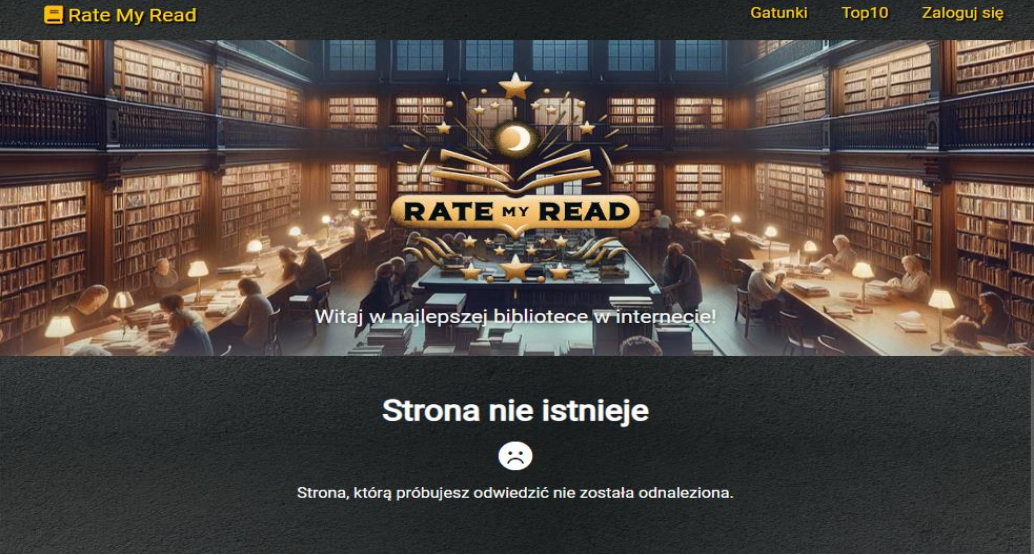 Rate My Read
Gatunki
Top10
Zaloguj się
RATE MY READ
Witaj w najlepszej bibliotece w internecie!
Strona nie istnieje
Strona, którą próbujesz odwiedzić nie została odnaleziona.